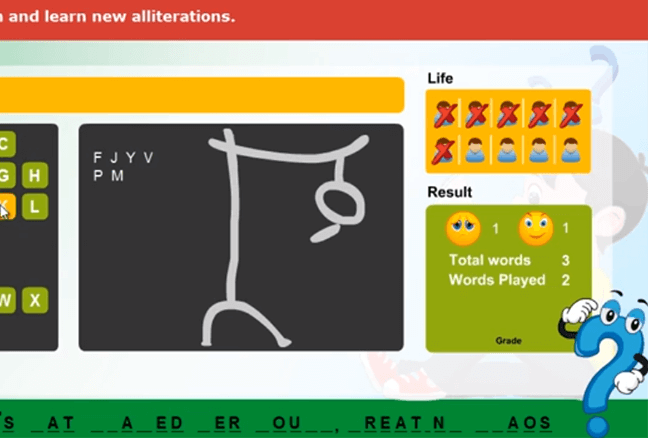 and learn new alliterations.
Life
C
F J Y V
G H
P M
L
Result
1 1
Total words 3
Words Played 2
W X
Grade
'S _AT __A_ED _ER _OU__, _REAT_N_ __AOS